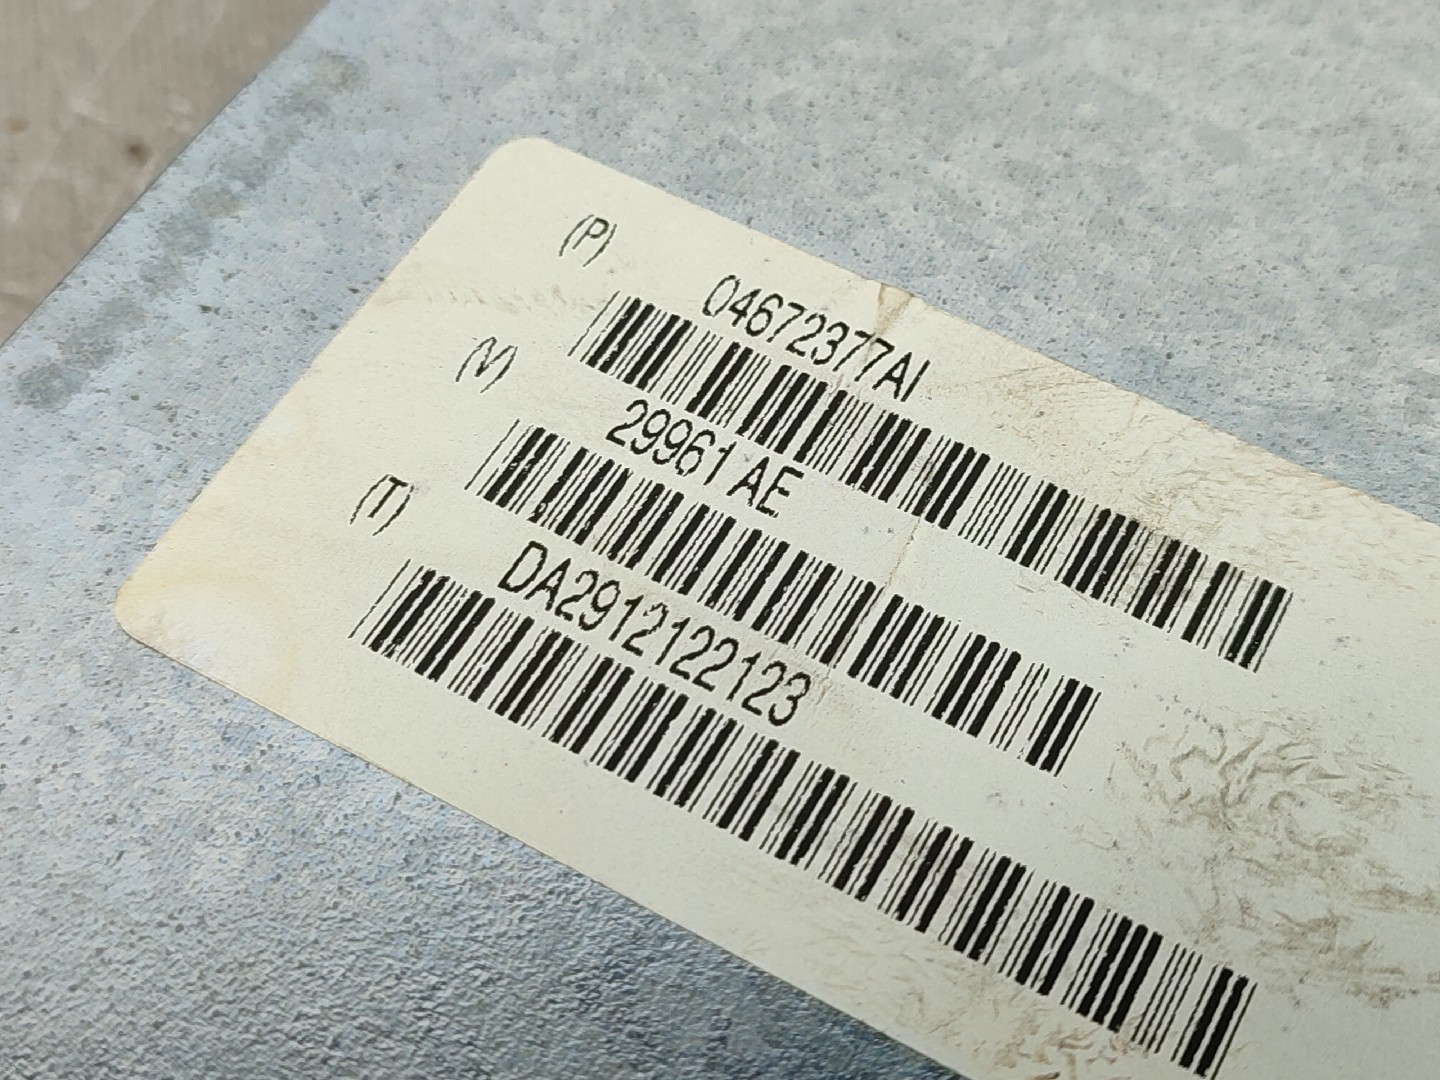 (P) 04672377AI
(V) 29961 AE
(T) DA2912122123